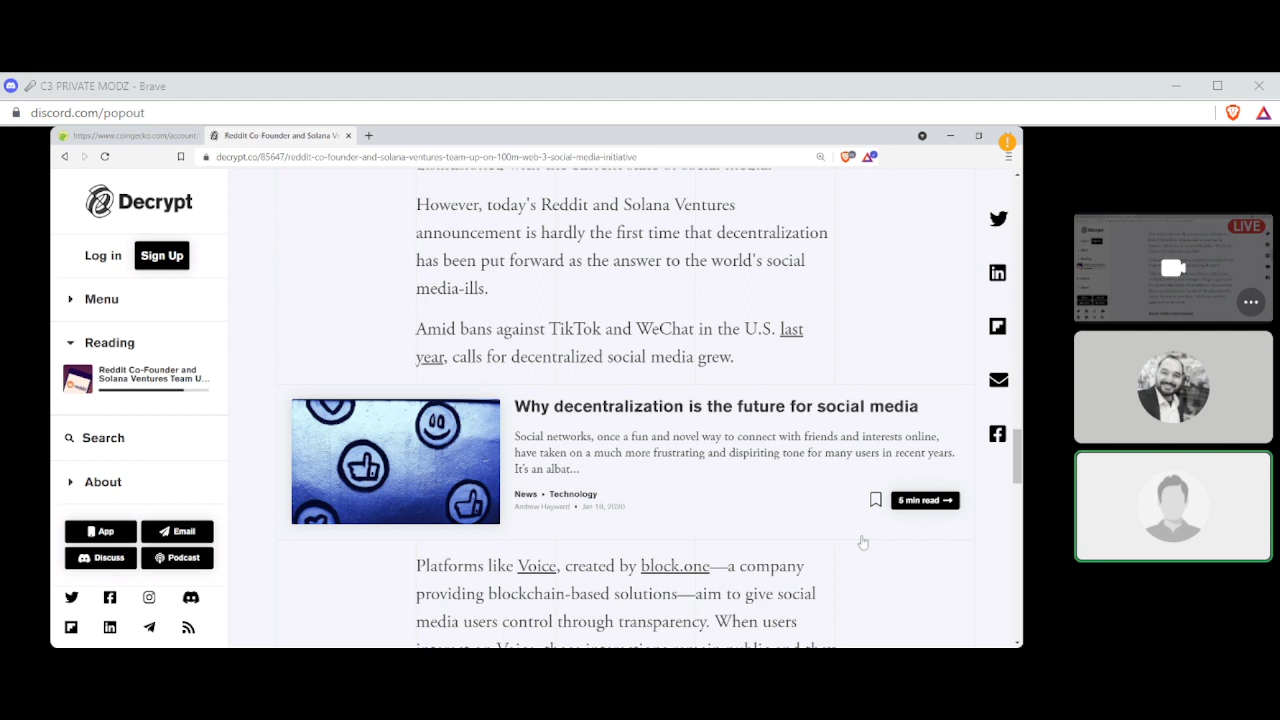 C3 PRIVATE MODZ - Brave
discord.com/popout
https://www.coingecko.com/account/
Reddit Co-Founder and Solana Ve
decrypt.co/85647/reddit-co-founder-and-solana-ventures-team-up-on-100m-web-3-social-media-initiative
Decrypt
Log in
Sign Up
Menu
Reading
Reddit Co-Founder and
Solana Ventures Team U...
Search
About
App
Email
Discuss
Podcast
However, today's Reddit and Solana Ventures
announcement is hardly the first time that decentralization
has been put forward as the answer to the world's social
media-ills.
Amid bans against TikTok and WeChat in the U.S. last
year, calls for decentralized social media grew.
Why decentralization is the future for social media
Social networks, once a fun and novel way to connect with friends and interests online,
have taken on a much more frustrating and dispiriting tone for many users in recent years.
It's an albat...
News • Technology
Andrew Hayward • Jan 18, 2020
5 min read →
Platforms like Voice, created by block.one—a company
providing blockchain-based solutions—aim to give social
media users control through transparency. When users
LIVE
Decrypt